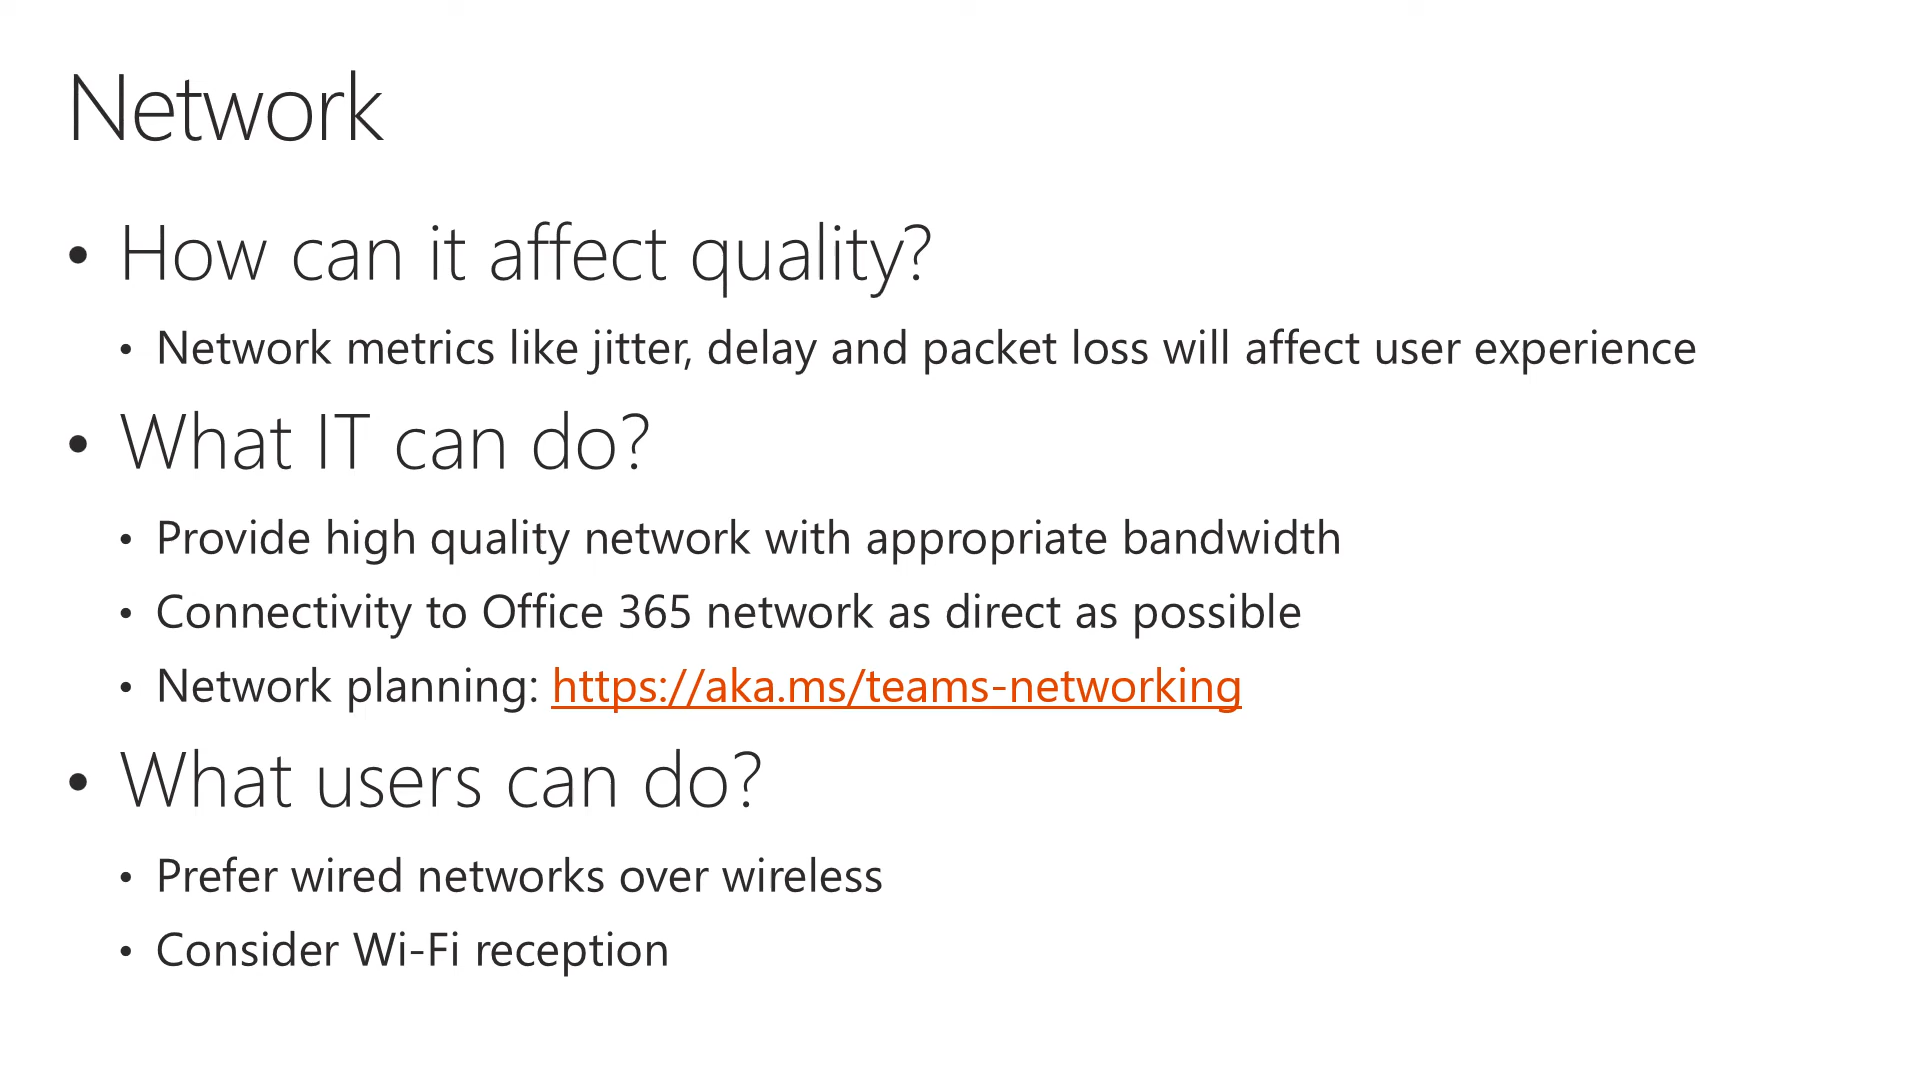 Network
• How can it affect quality?
• Network metrics like jitter, delay and packet loss will affect user experience
• What IT can do?
• Provide high quality network with appropriate bandwidth
• Connectivity to Office 365 network as direct as possible
• Network planning: https://aka.ms/teams-networking
• What users can do?
• Prefer wired networks over wireless
• Consider Wi-Fi reception